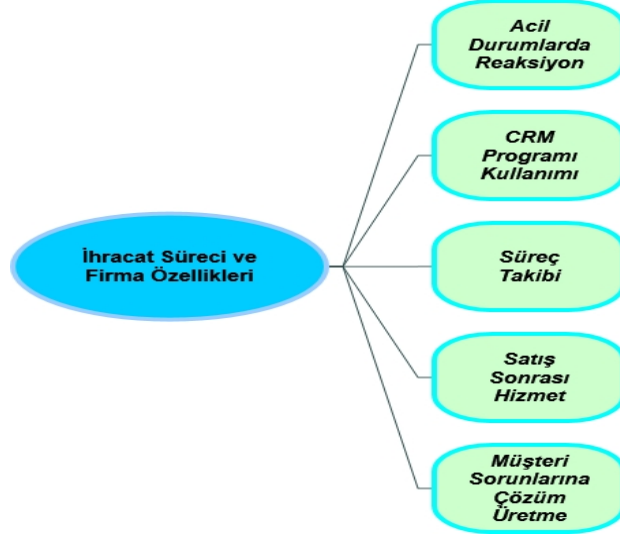 Acil
Durumlarda
Reaksiyon
CRM
Programı
Kullanımı
İhracat Süreci ve
Firma Özellikleri
Süreç
Takibi
Satış
Sonrası
Hizmet
Müşteri
Sorunlarına
Çözüm
Üretme